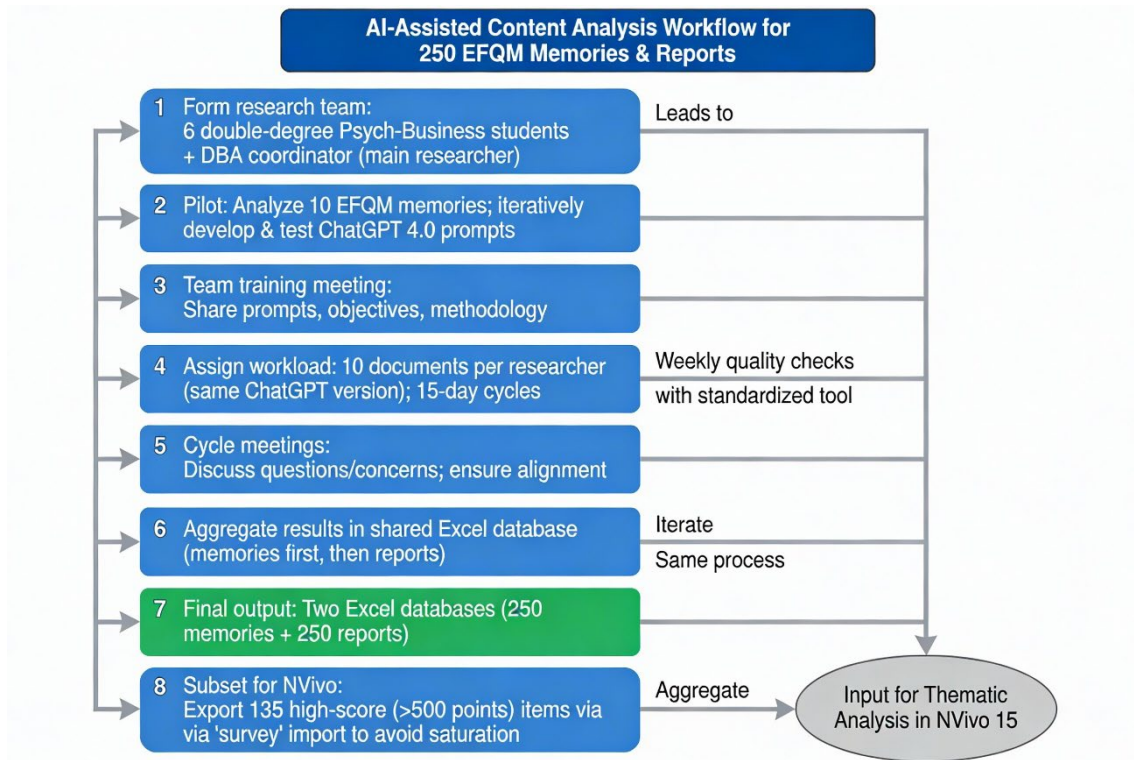 AI-Assisted Content Analysis Workflow for
250 EFQM Memories & Reports
1 Form research team:
6 double-degree Psych-Business students
+ DBA coordinator (main researcher)
Leads to
2 Pilot: Analyze 10 EFQM memories; iteratively
develop & test ChatGPT 4.0 prompts
3 Team training meeting:
Share prompts, objectives, methodology
4 Assign workload: 10 documents per researcher
(same ChatGPT version); 15-day cycles
Weekly quality checks
with standardized tool
5 Cycle meetings:
Discuss questions/concerns; ensure alignment
6 Aggregate results in shared Excel database
(memories first, then reports)
Iterate
Same process
7 Final output: Two Excel databases (250
memories + 250 reports)
8 Subset for NVivo:
Export 135 high-score (>500 points) items via
via 'survey' import to avoid saturation
Aggregate
Input for Thematic
Analysis in NVivo 15